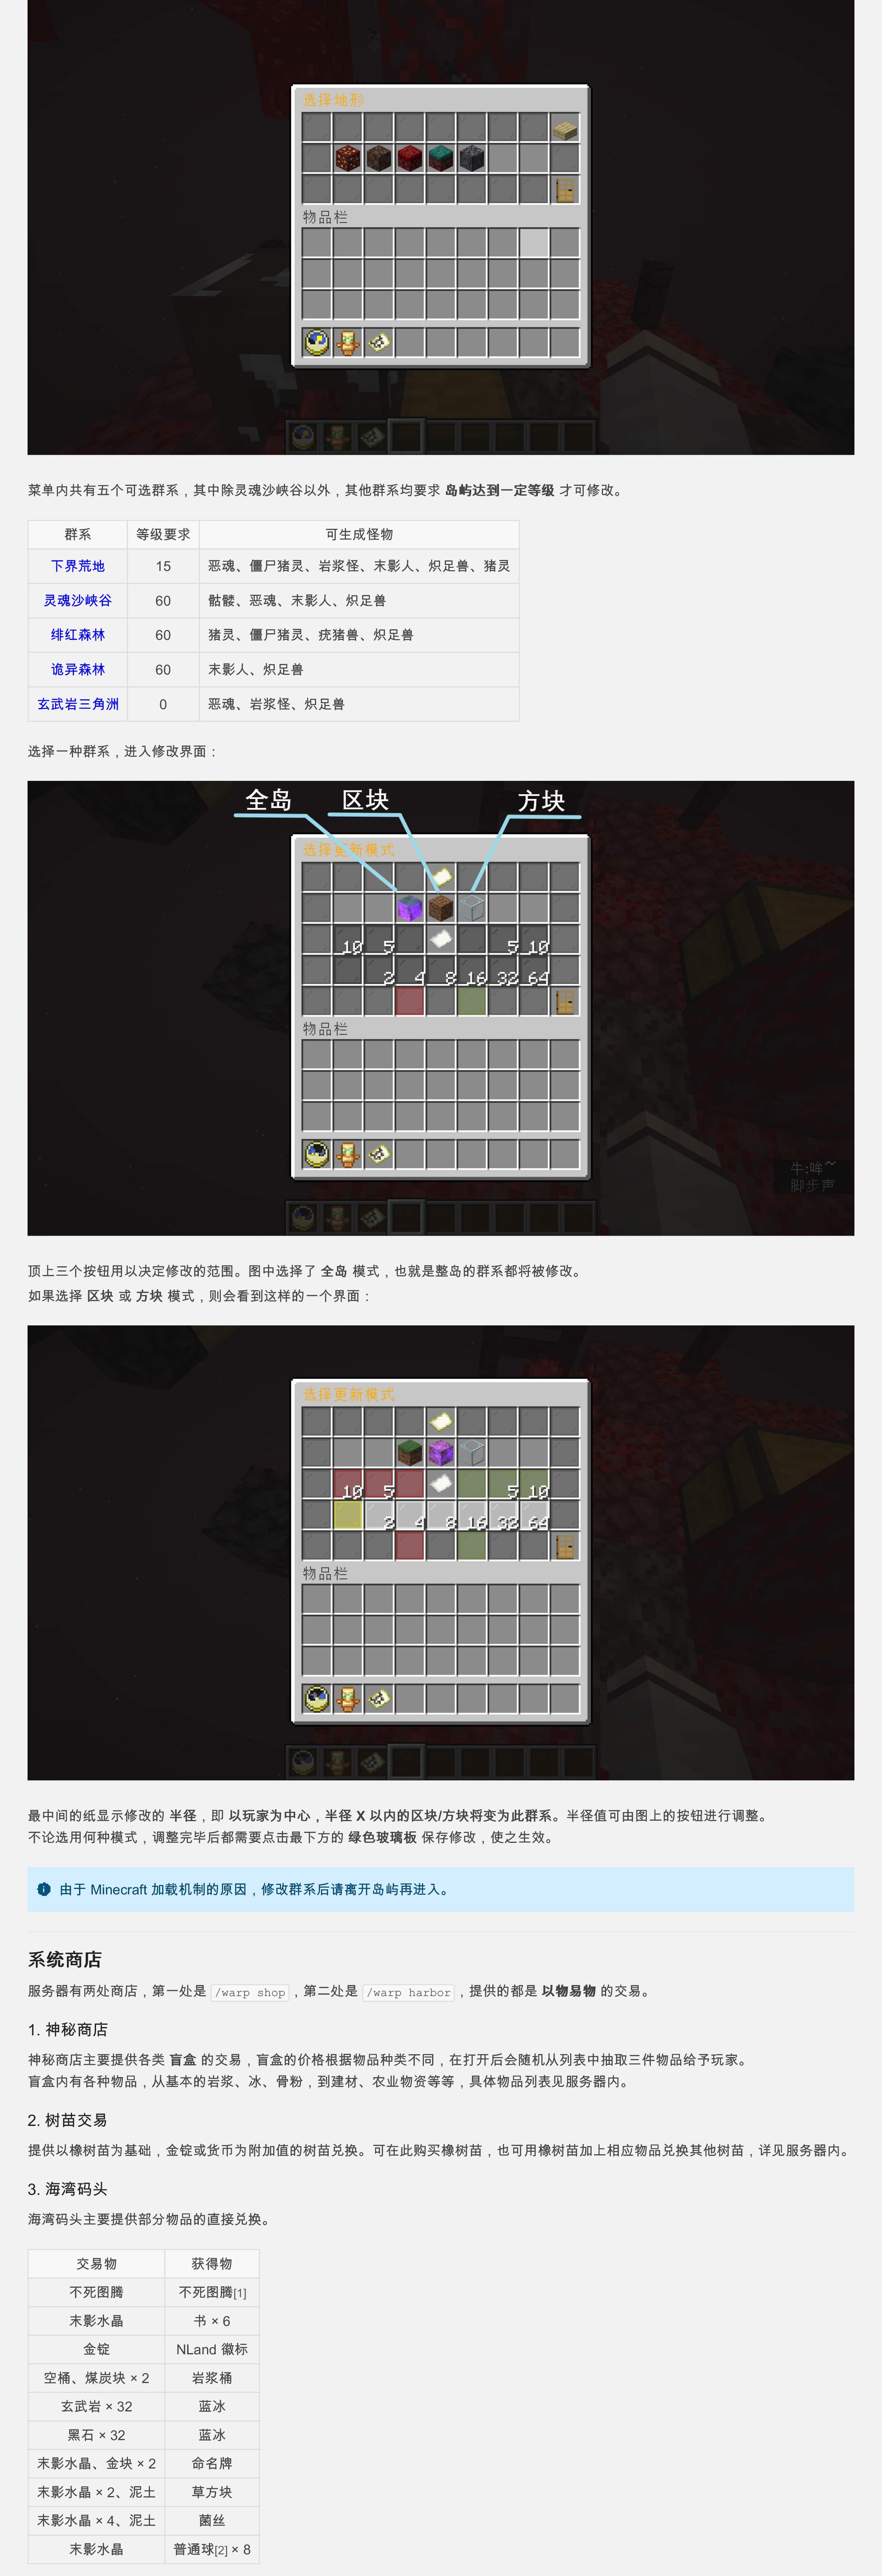 选择地形
物品栏
菜单内共有五个可选群系，其中除灵魂沙峡谷以外，其他群系均要求 岛屿达到一定等级 才可修改。
群系 等级要求 可生成怪物
下界荒地 15 恶魂、僵尸猪灵、岩浆怪、末影人、炽足兽、猪灵
灵魂沙峡谷 60 骷髅、恶魂、末影人、炽足兽
绯红森林 60 猪灵、僵尸猪灵、疣猪兽、炽足兽
诡异森林 60 末影人、炽足兽
玄武岩三角洲 0 恶魂、岩浆怪、炽足兽
选择一种群系，进入修改界面：
全岛 区块 方块
选择更新模式
10 5 5 10
2 4 8 16 32 64
物品栏
牛:哞~
脚步声
顶上三个按钮用以决定修改的范围。图中选择了 全岛 模式，也就是整岛的群系都将被修改。
如果选择 区块 或 方块 模式，则会看到这样的一个界面：
选择更新模式
10 5 5 10
2 4 8 16 32 64
物品栏
最中间的纸显示修改的 半径，即 以玩家为中心，半径 X 以内的区块/方块将变为此群系。半径值可由图上的按钮进行调整。
不论选用何种模式，调整完毕后都需要点击最下方的 绿色玻璃板 保存修改，使之生效。
由于 Minecraft 加载机制的原因，修改群系后请离开岛屿再进入。
系统商店
服务器有两处商店，第一处是 /warp shop ，第二处是 /warp harbor ，提供的都是 以物易物 的交易。
1. 神秘商店
神秘商店主要提供各类 盲盒 的交易，盲盒的价格根据物品种类不同，在打开后会随机从列表中抽取三件物品给予玩家。
盲盒内有各种物品，从基本的岩浆、冰、骨粉，到建材、农业物资等等，具体物品列表见服务器内。
2. 树苗交易
提供以橡树苗为基础，金锭或货币为附加值的树苗兑换。可在此购买橡树苗，也可用橡树苗加上相应物品兑换其他树苗，详见服务器内。
3. 海湾码头
海湾码头主要提供部分物品的直接兑换。
交易物 获得物
不死图腾 不死图腾[1]
末影水晶 书 × 6
金锭 NLand 徽标
空桶、煤炭块 × 2 岩浆桶
玄武岩 × 32 蓝冰
黑石 × 32 蓝冰
末影水晶、金块 × 2 命名牌
末影水晶 × 2、泥土 草方块
末影水晶 × 4、泥土 菌丝
末影水晶 普通球[2] × 8